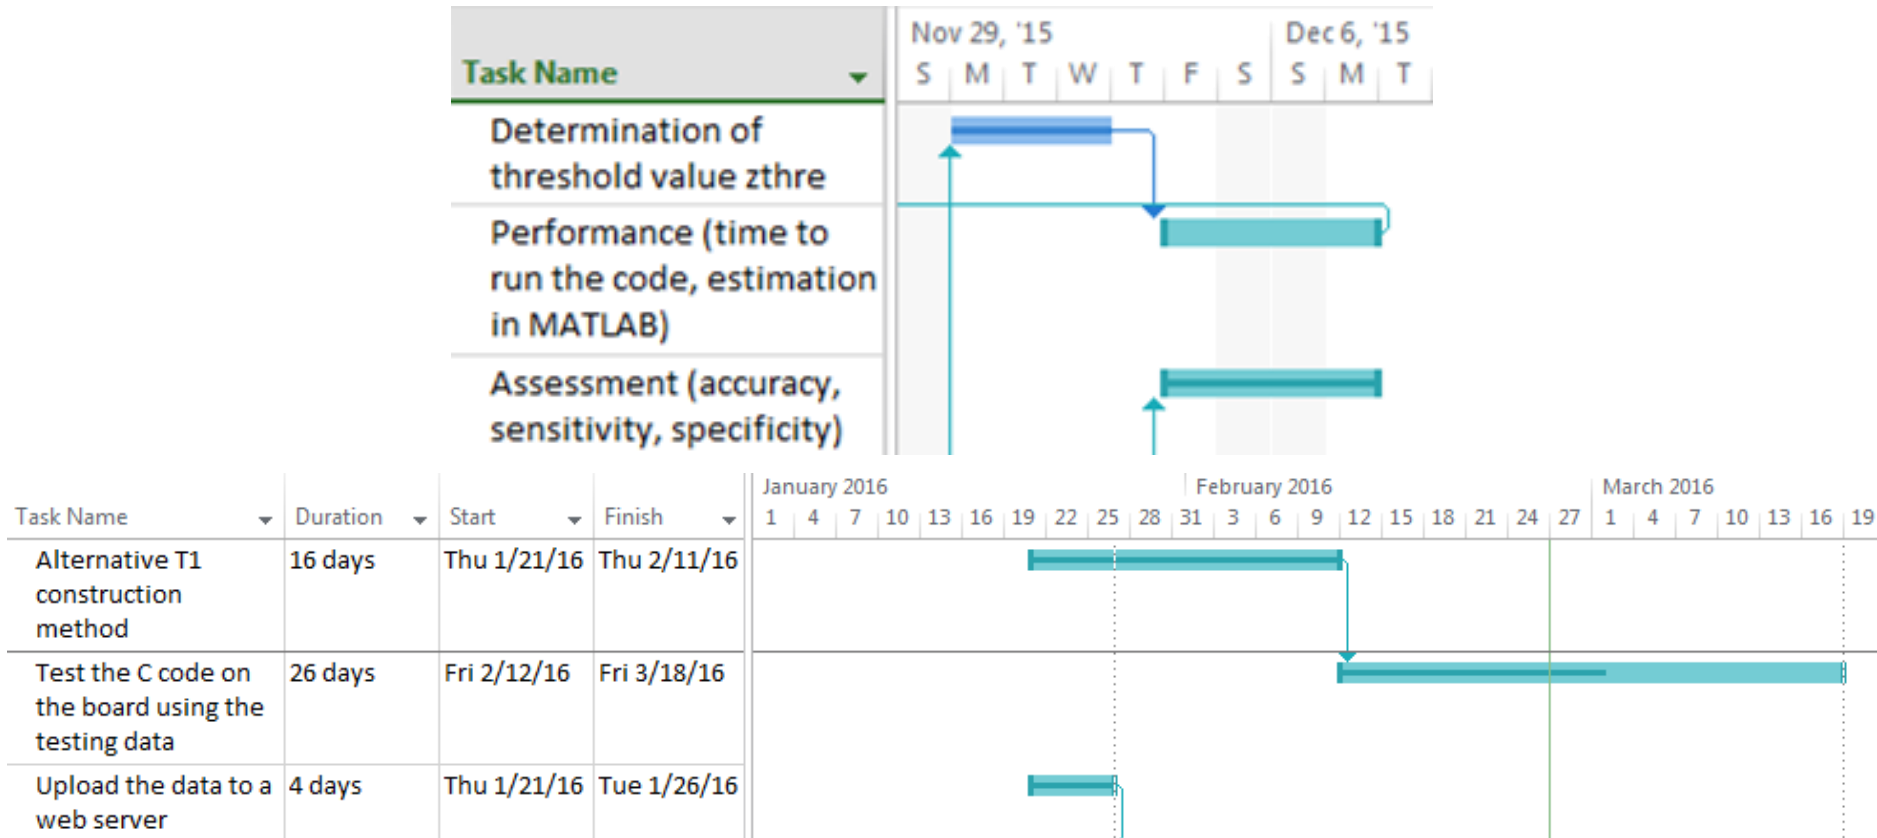 Nov 29, '15 Dec 6, '15
Task Name S M T W T F S S M T
Determination of
threshold value zthre
Performance (time to
run the code, estimation
in MATLAB)
Assessment (accuracy,
sensitivity, specificity)
January 2016 February 2016 March 2016
Task Name Duration Start Finish 1 4 7 10 13 16 19 22 25 28 31 3 6 9 12 15 18 21 24 27 1 4 7 10 13 16 19
Alternative T1 16 days Thu 1/21/16 Thu 2/11/16
construction
method
Test the C code on 26 days Fri 2/12/16 Fri 3/18/16
the board using the
testing data
Upload the data to a 4 days Thu 1/21/16 Tue 1/26/16
web server